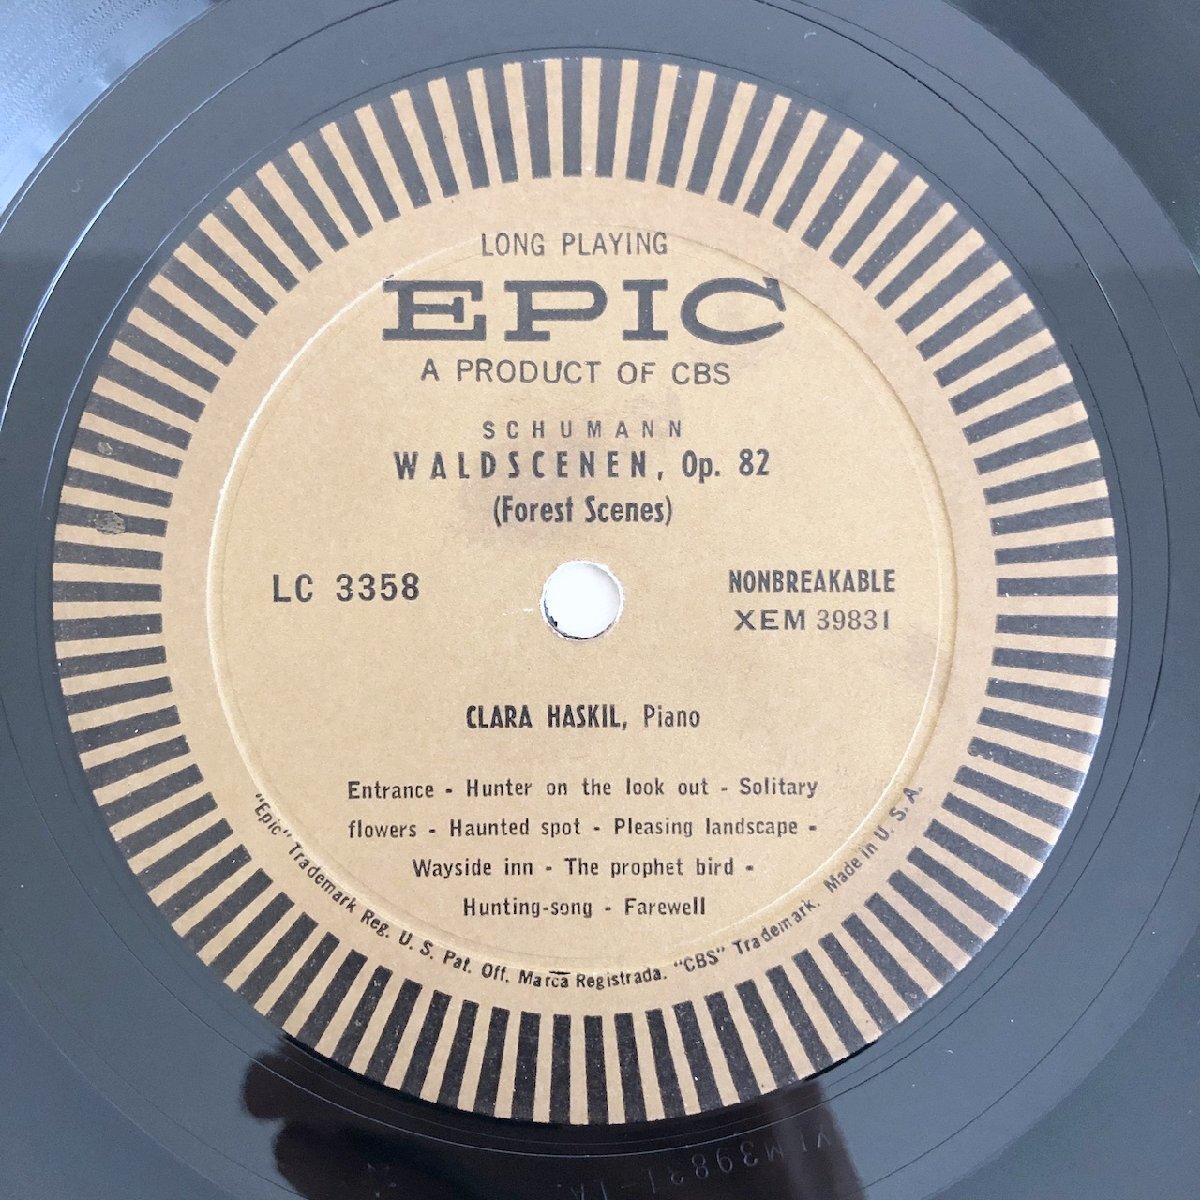 LONG PLAYING
EPIC
A PRODUCT OF CBS
SCHUMANN
WALDSCENEN, Op. 82
(Forest Scenes)
LC 3358
NONBREAKABLE
XEM 39831
CLARA HASKIL, Piano
Entrance - Hunter on the look out - Solitary
flowers - Haunted spot - Pleasing landscape -
Wayside inn - The prophet bird -
Hunting-song - Farewell
"Epic" Trademark Reg. U. S. Pat. Off. Marca Registrada. "CBS" Trademark. Made in U. S. A.